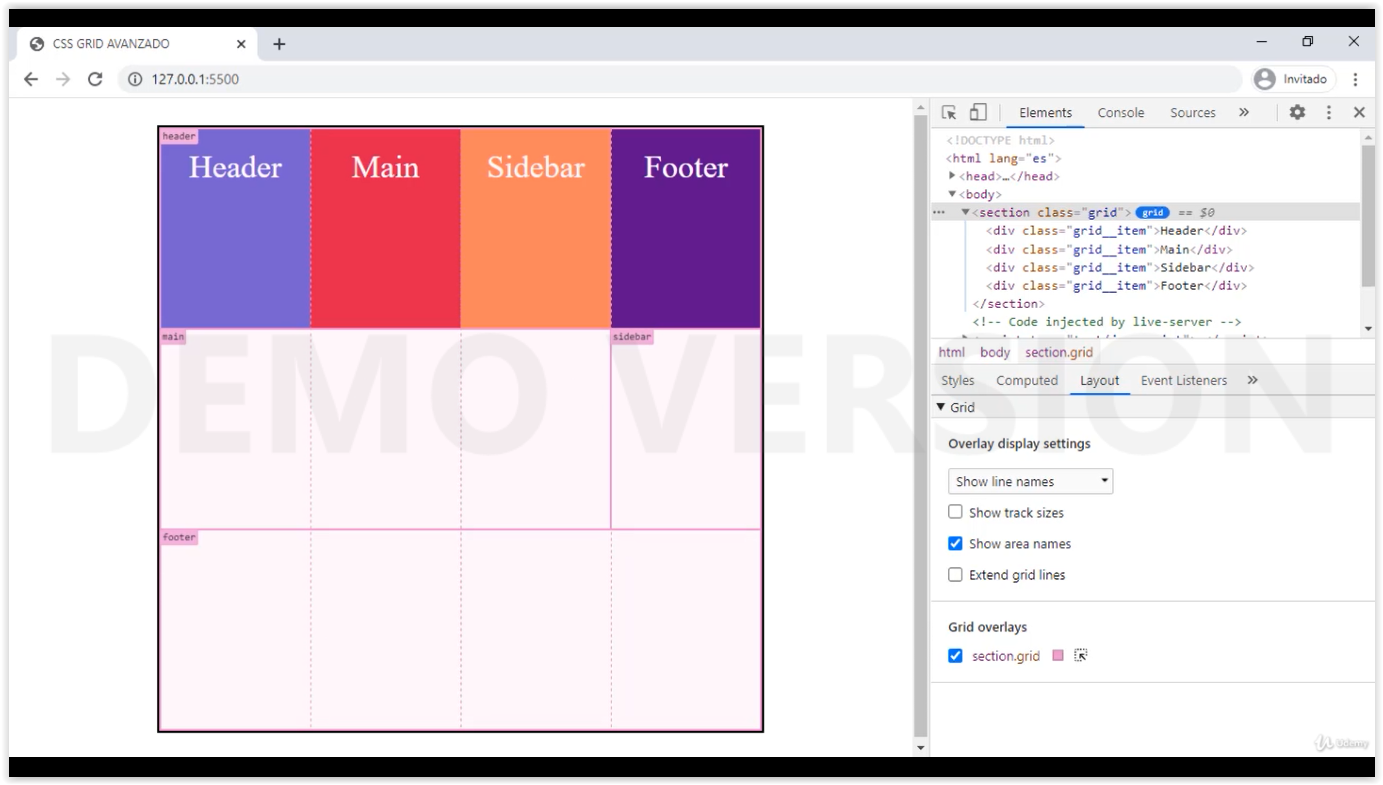 CSS GRID AVANZADO
127.0.0.1:5500
Invitado
header
Header Main Sidebar Footer
main
sidebar
footer
DEMO VERSION
Elements Console Sources »
<!DOCTYPE html>
<html lang="es">
<head>…</head>
<body>
<section class="grid"> grid == $0
<div class="grid__item">Header</div>
<div class="grid__item">Main</div>
<div class="grid__item">Sidebar</div>
<div class="grid__item">Footer</div>
</section>
<!-- Code injected by live-server -->
html body section.grid
Styles Computed Layout Event Listeners »
Grid
Overlay display settings
Show line names
Show track sizes
Show area names
Extend grid lines
Grid overlays
section.grid
Udemy